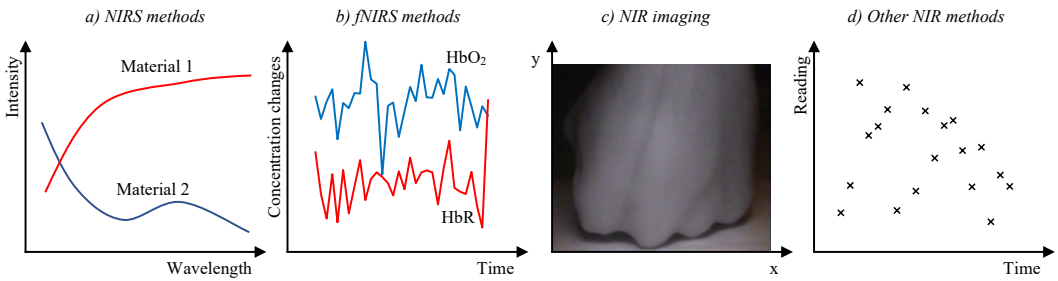 a) NIRS methods
Intensity
Material 1
Material 2
Wavelength
b) fNIRS methods
Concentration changes
HbO₂
HbR
Time
c) NIR imaging
y
x
d) Other NIR methods
Reading
Time